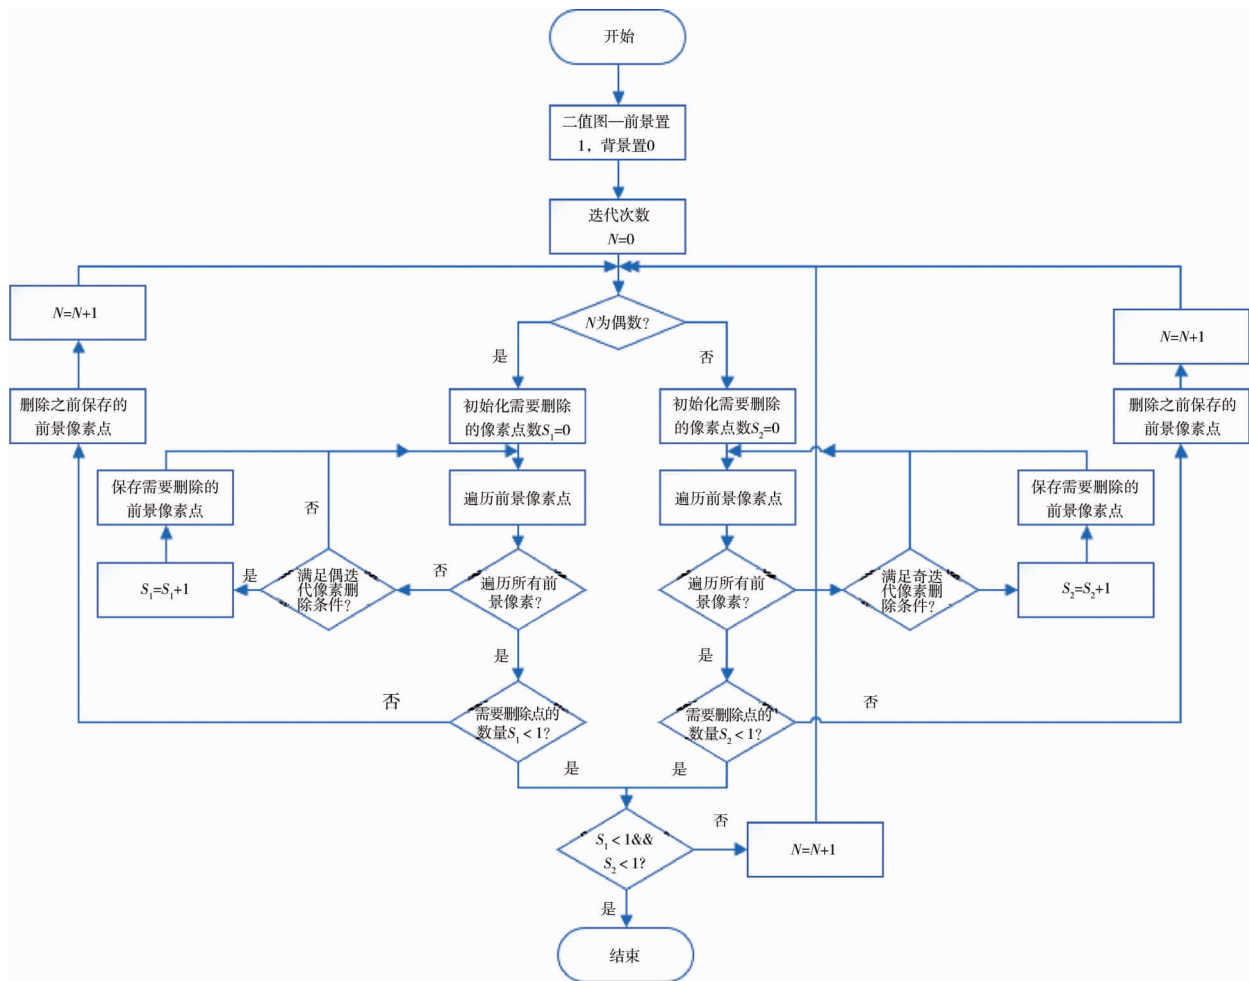 开始
二值图—前景置
1，背景置0
迭代次数
N=0
N=N+1
N为偶数？
N=N+1
是
否
删除之前保存的
前景像素点
初始化需要删除
的像素点数S₁=0
初始化需要删除
的像素点数S₂=0
删除之前保存的
前景像素点
保存需要删除的
前景像素点
否
遍历前景像素点
遍历前景像素点
保存需要删除的
前景像素点
S₁=S₁+1
是
满足偶迭
代像素删
除条件？
否
遍历所有前
景像素？
遍历所有前
景像素？
满足奇迭
代像素删
除条件？
S₂=S₂+1
是
是
否
需要删除点的
数量S₁＜1？
需要删除点的
数量S₂＜1？
否
是
是
S₁＜1&&
S₂＜1？
否
N=N+1
是
结束